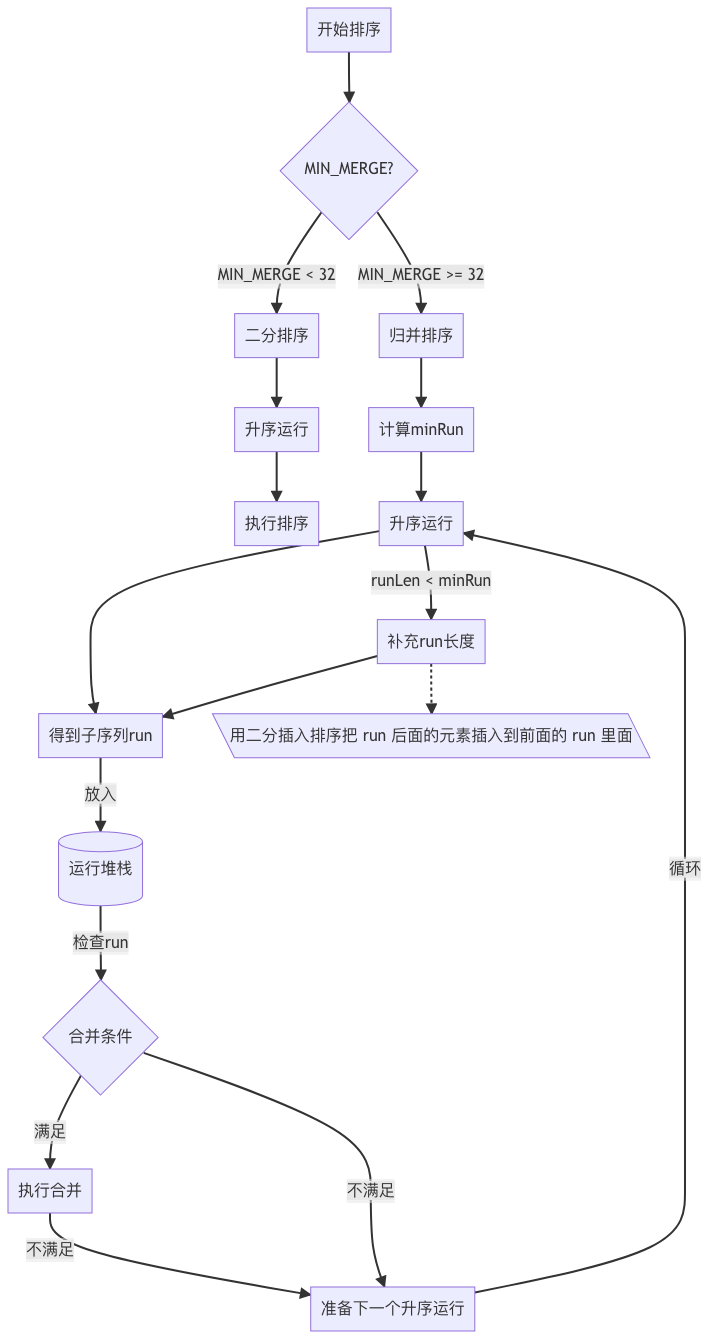 开始排序
MIN_MERGE?
MIN_MERGE < 32
MIN_MERGE >= 32
二分排序
归并排序
升序运行
计算minRun
执行排序
升序运行
runLen < minRun
补充run长度
得到子序列run
用二分插入排序把 run 后面的元素插入到前面的 run 里面
放入
运行堆栈
循环
检查run
合并条件
满足
执行合并
不满足
不满足
准备下一个升序运行